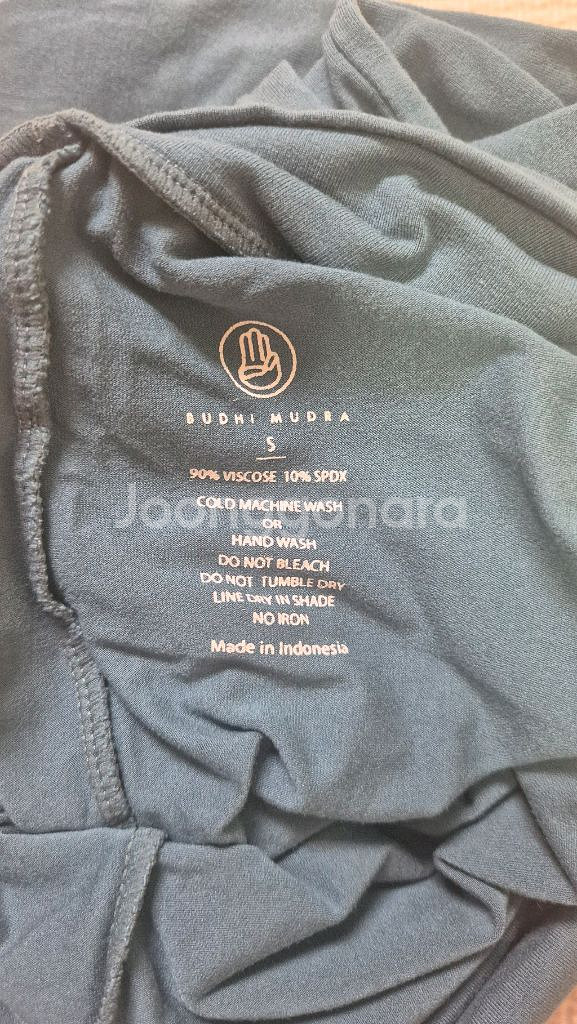 BUDHI MUDRA
S
90% VISCOSE 10% SPDX
COLD MACHINE WASH
Joonggonara
OR
HAND WASH
DO NOT BLEACH
DO NOT TUMBLE DRY
LINE DRY IN SHADE
NO IRON
Made in Indonesia